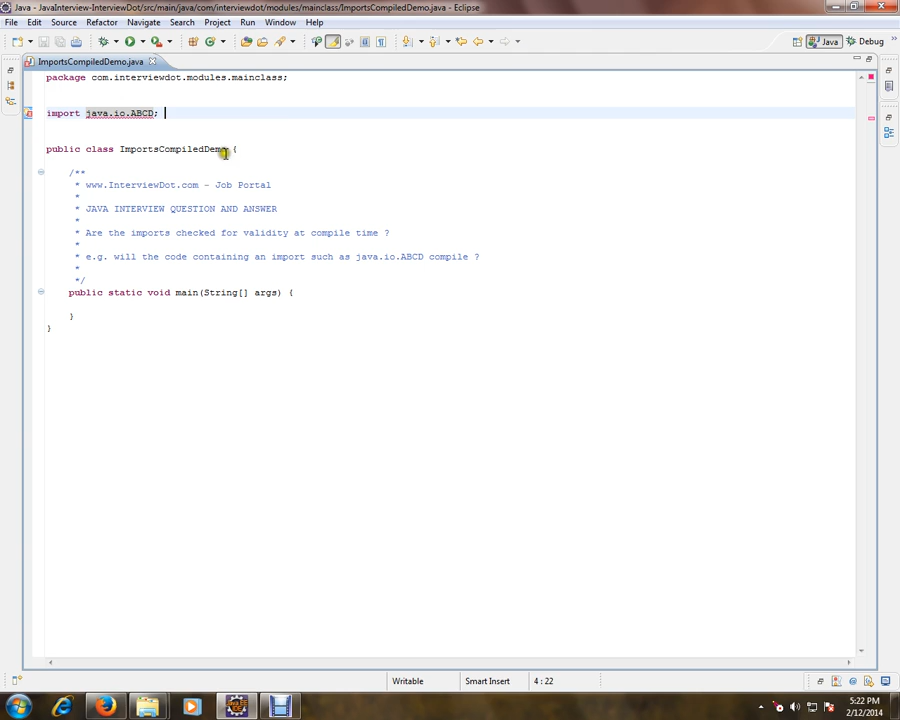 Java - JavaInterview-InterviewDot/src/main/java/com/interviewdot/modules/mainclass/ImportsCompiledDemo.java - Eclipse
File Edit Source Refactor Navigate Search Project Run Window Help
Java Debug
ImportsCompiledDemo.java
package com.interviewdot.modules.mainclass;
import java.io.ABCD;
public class ImportsCompiledDemo {
/**
* www.InterviewDot.com - Job Portal
*
* JAVA INTERVIEW QUESTION AND ANSWER
*
* Are the imports checked for validity at compile time ?
*
* e.g. will the code containing an import such as java.io.ABCD compile ?
*
*/
public static void main(String[] args) {
}
}
Writable Smart Insert 4 : 22
5:22 PM
2/12/2014